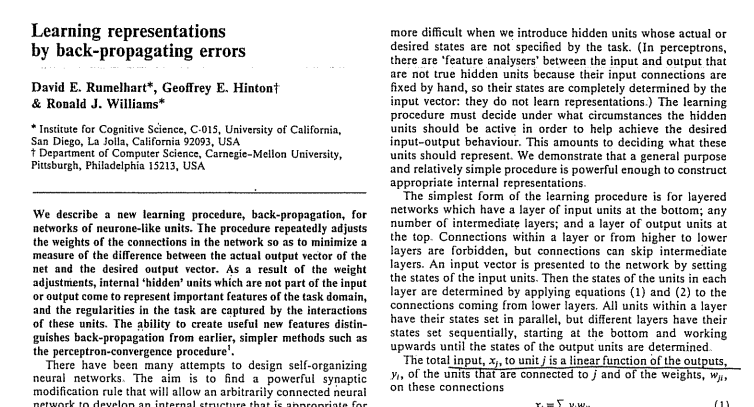 Learning representations
by back-propagating errors
David E. Rumelhart*, Geoffrey E. Hinton†
& Ronald J. Williams*
* Institute for Cognitive Science, C-015, University of California,
San Diego, La Jolla, California 92093, USA
† Department of Computer Science, Carnegie-Mellon University,
Pittsburgh, Philadelphia 15213, USA
We describe a new learning procedure, back-propagation, for
networks of neurone-like units. The procedure repeatedly adjusts
the weights of the connections in the network so as to minimize a
measure of the difference between the actual output vector of the
net and the desired output vector. As a result of the weight
adjustments, internal ‘hidden’ units which are not part of the input
or output come to represent important features of the task domain,
and the regularities in the task are captured by the interactions
of these units. The ability to create useful new features distin-
guishes back-propagation from earlier, simpler methods such as
the perceptron-convergence procedure¹.
There have been many attempts to design self-organizing
neural networks. The aim is to find a powerful synaptic
modification rule that will allow an arbitrarily connected neural
network to develop an internal structure that is appropriate for
more difficult when we introduce hidden units whose actual or
desired states are not specified by the task. (In perceptrons,
there are ‘feature analysers’ between the input and output that
are not true hidden units because their input connections are
fixed by hand, so their states are completely determined by the
input vector: they do not learn representations.) The learning
procedure must decide under what circumstances the hidden
units should be active in order to help achieve the desired
input-output behaviour. This amounts to deciding what these
units should represent. We demonstrate that a general purpose
and relatively simple procedure is powerful enough to construct
appropriate internal representations.
The simplest form of the learning procedure is for layered
networks which have a layer of input units at the bottom; any
number of intermediate layers; and a layer of output units at
the top. Connections within a layer or from higher to lower
layers are forbidden, but connections can skip intermediate
layers. An input vector is presented to the network by setting
the states of the input units. Then the states of the units in each
layer are determined by applying equations (1) and (2) to the
connections coming from lower layers. All units within a layer
have their states set in parallel, but different layers have their
states set sequentially, starting at the bottom and working
upwards until the states of the output units are determined.
The total input, xⱼ, to unit j is a linear function of the outputs,
yᵢ, of the units that are connected to j and of the weights, wⱼᵢ,
on these connections
xⱼ = ∑ yᵢwⱼᵢ (1)